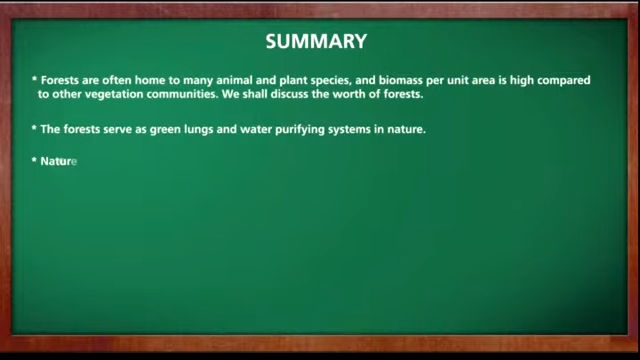 SUMMARY
* Forests are often home to many animal and plant species, and biomass per unit area is high compared
to other vegetation communities. We shall discuss the worth of forests.
* The forests serve as green lungs and water purifying systems in nature.
* Nature